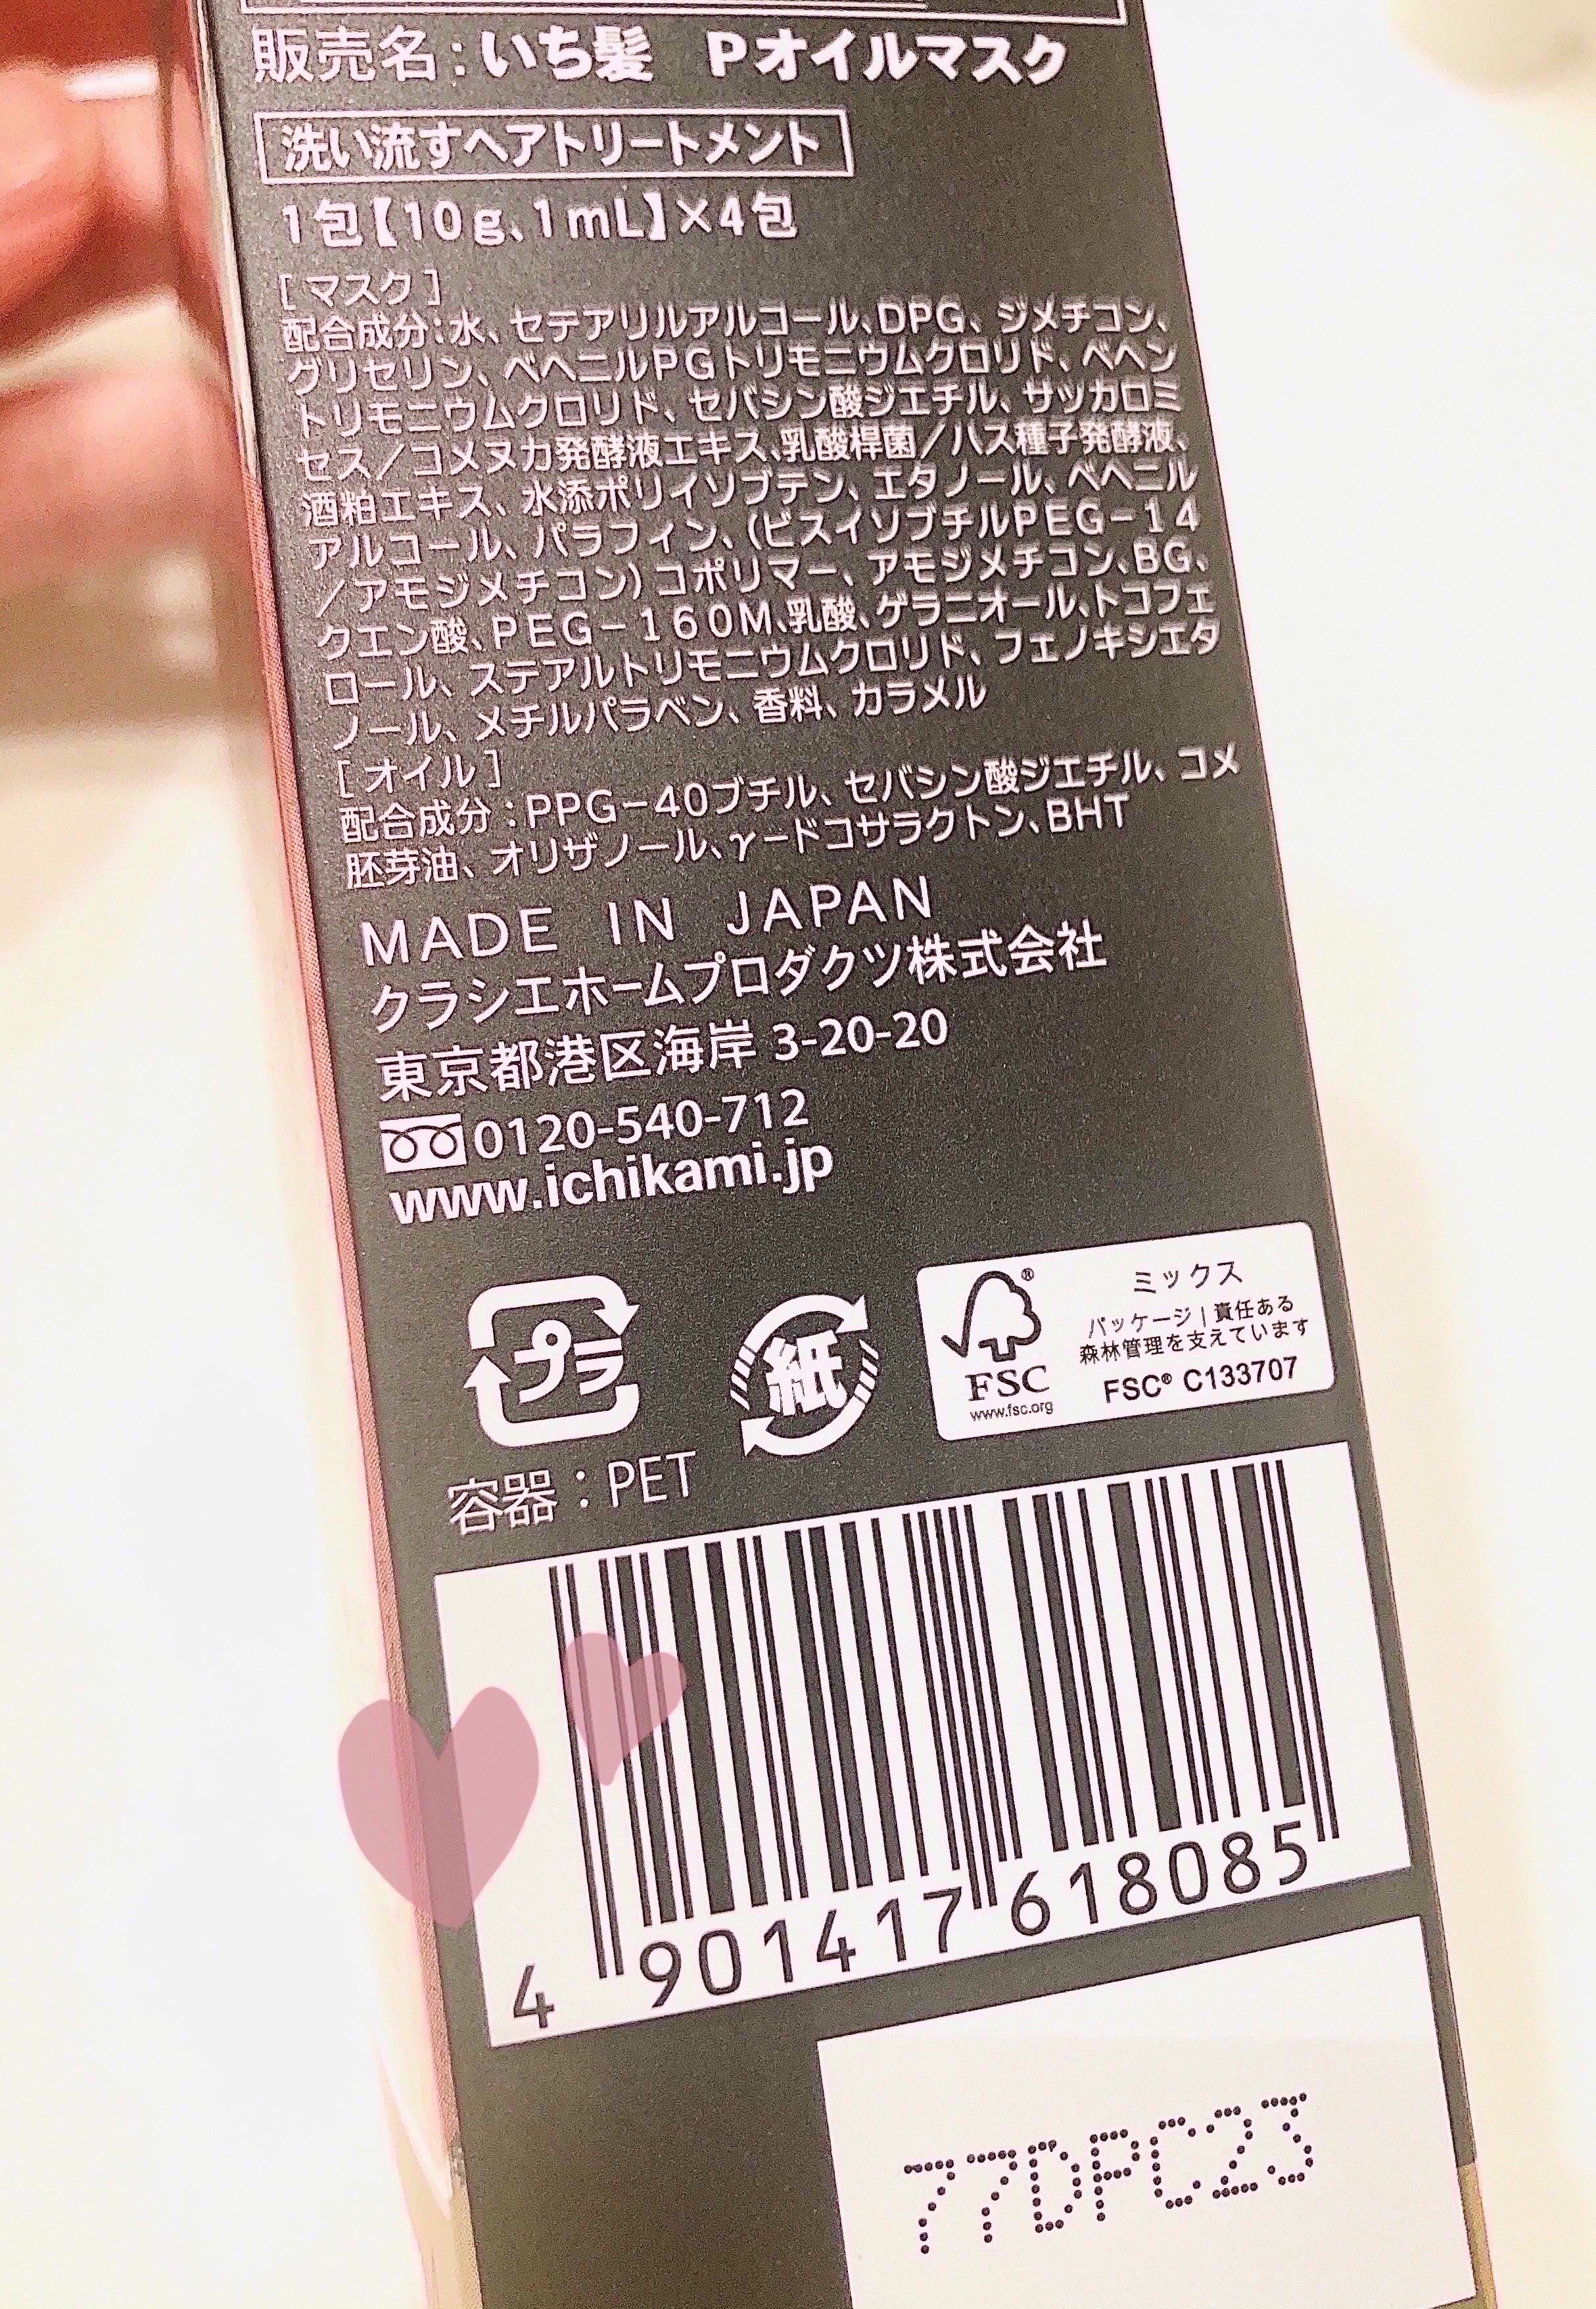 販売名：いち髪　Pオイルマスク
洗い流すヘアトリートメント
1包【10g、1mL】×4包
[マスク]
配合成分：水、セテアリルアルコール、DPG、ジメチコン、
グリセリン、ベヘニルPGトリモニウムクロリド、ベヘン
トリモニウムクロリド、セバシン酸ジエチル、サッカロミ
セス／コメヌカ発酵液エキス、乳酸桿菌／ハス種子発酵液、
酒粕エキス、水添ポリイソブテン、エタノール、ベヘニル
アルコール、パラフィン、（ビスイソブチルPEG－14
／アモジメチコン）コポリマー、アモジメチコン、BG、
クエン酸、PEG－160M、乳酸、ゲラニオール、トコフェ
ロール、ステアルトリモニウムクロリド、フェノキシエタ
ノール、メチルパラベン、香料、カラメル
[オイル]
配合成分：PPG－40ブチル、セバシン酸ジエチル、コメ
胚芽油、オリザノール、γ－ドコサラクトン、BHT
MADE IN JAPAN
クラシエホームプロダクツ株式会社
東京都港区海岸 3-20-20
0120-540-712
www.ichikami.jp
プラ
容器：PET
紙
FSC®
www.fsc.org
ミックス
パッケージ｜責任ある
森林管理を支えています
FSC® C133707
4 901417 618085
77DPC23